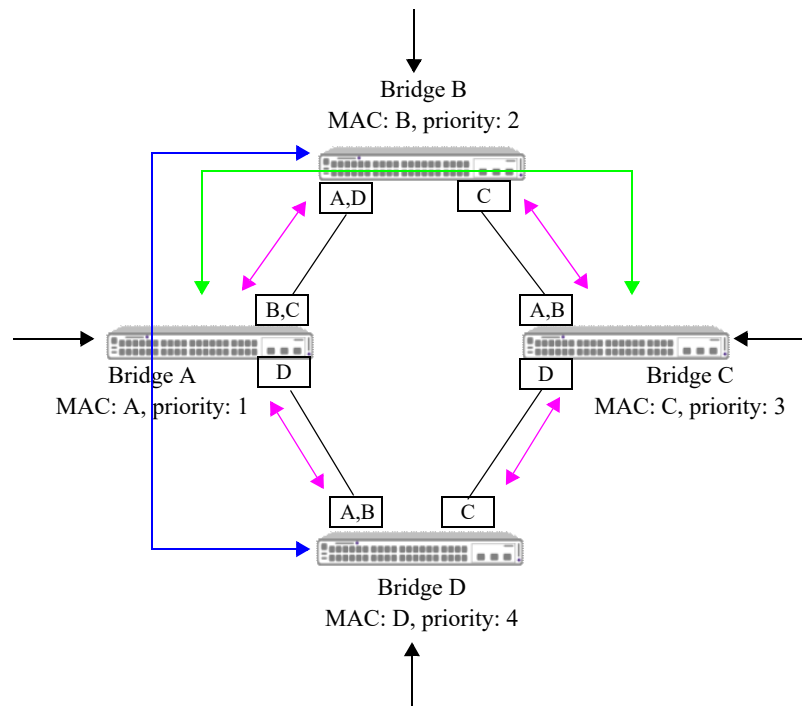 Bridge B
MAC: B, priority: 2
A,D
C
B,C
A,B
D
D
Bridge A
MAC: A, priority: 1
Bridge C
MAC: C, priority: 3
A,B
C
Bridge D
MAC: D, priority: 4